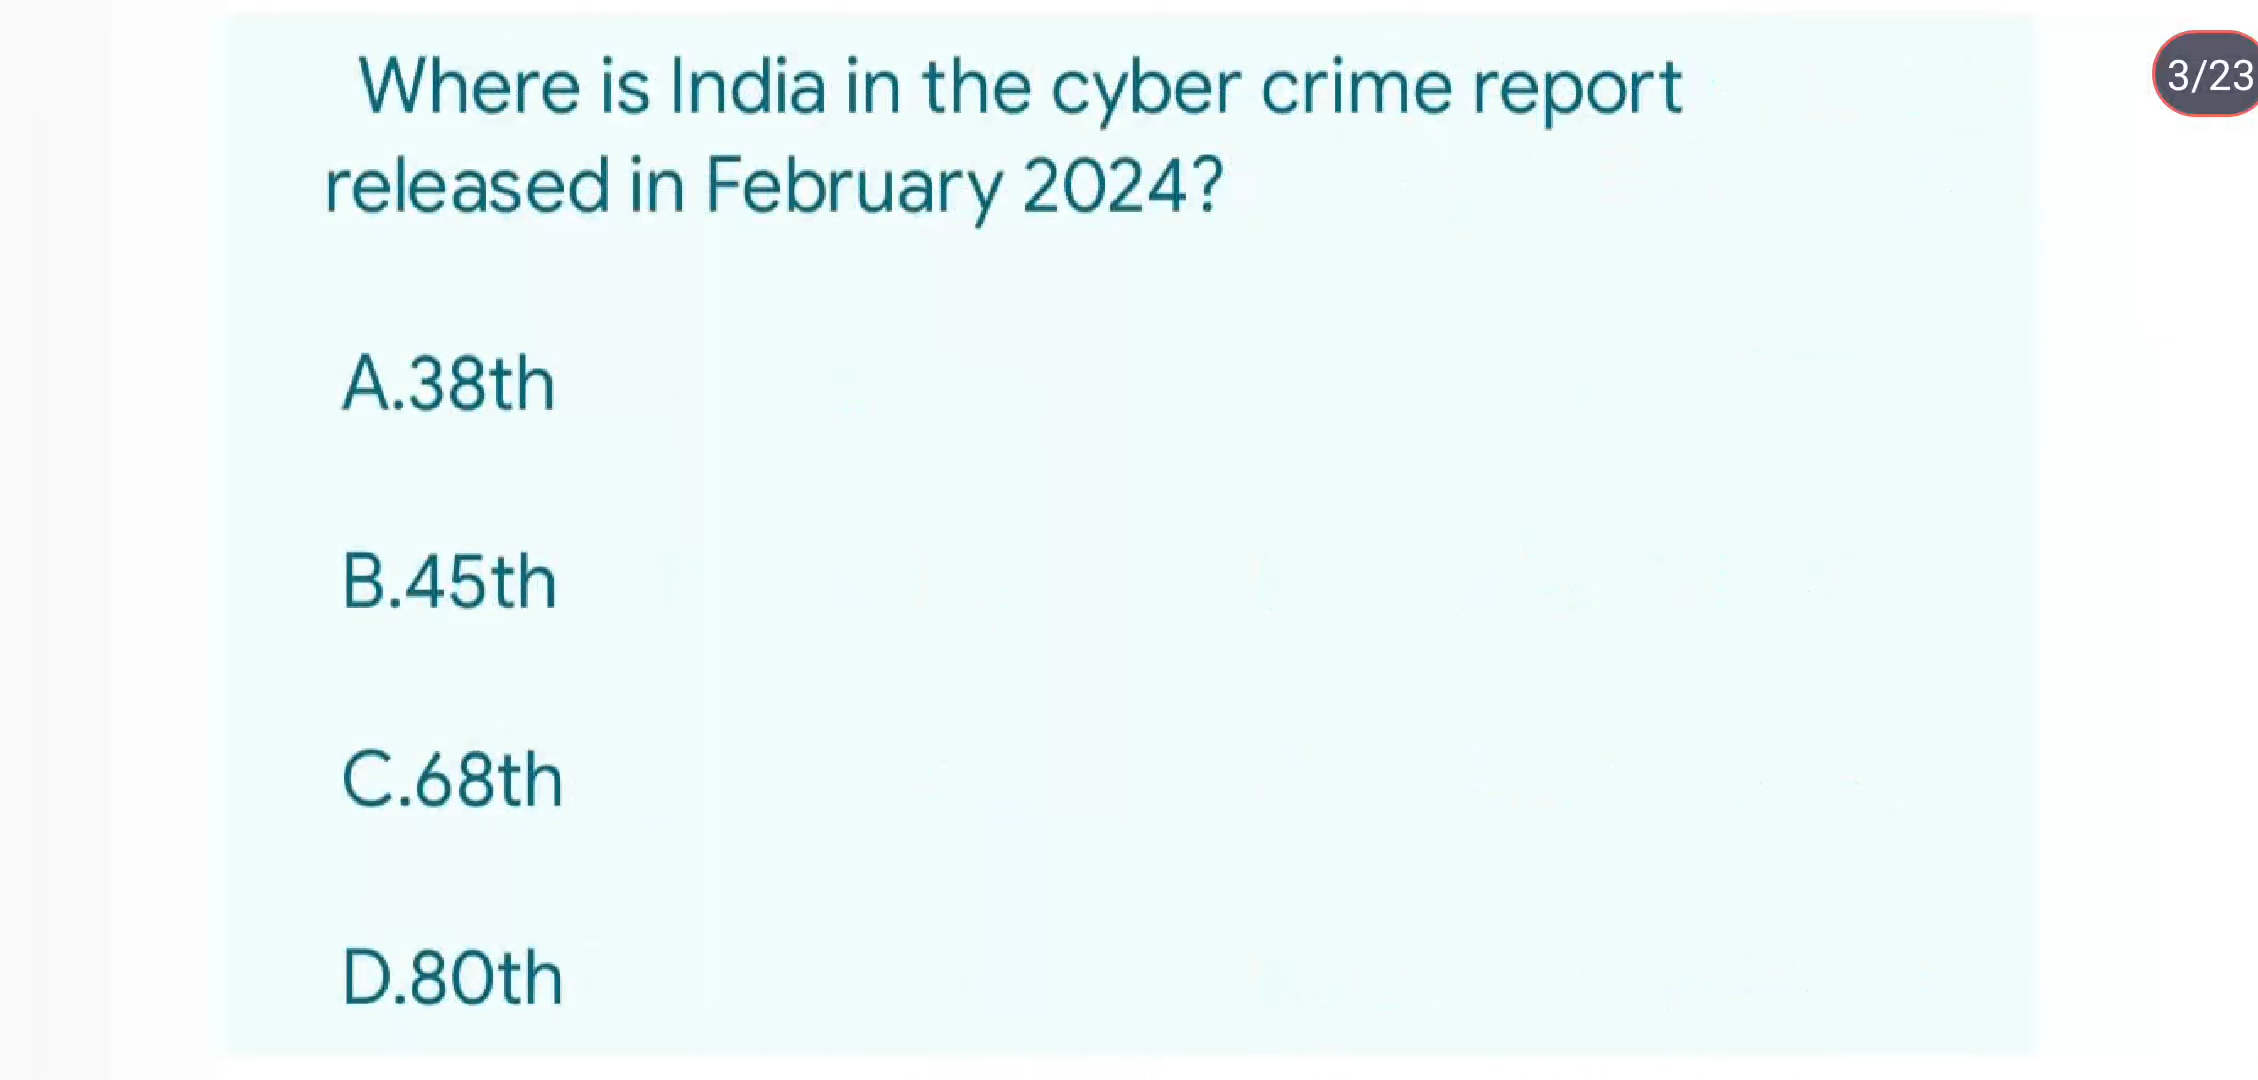 Where is India in the cyber crime report
3/23
released in February 2024?
A.38th
B.45th
C.68th
D.80th